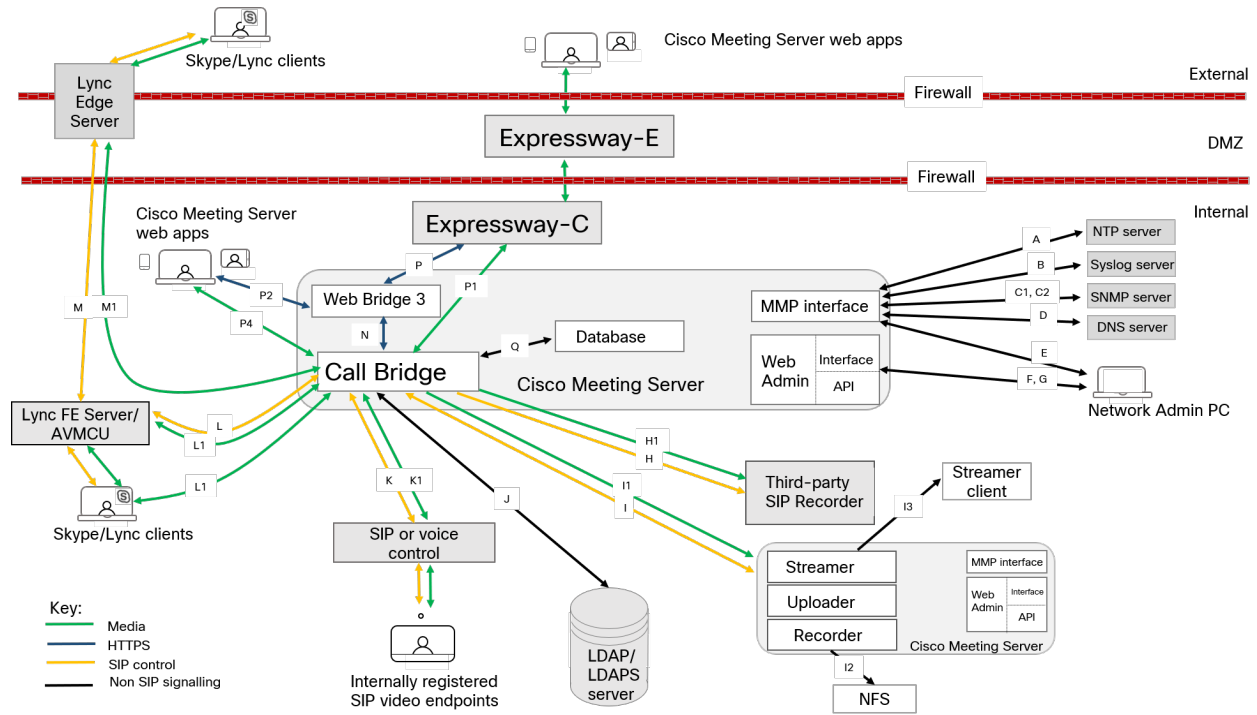 Skype/Lync clients
Cisco Meeting Server web apps
External
Lync
Edge
Server
Firewall
Expressway-E
DMZ
Firewall
Internal
Cisco Meeting Server
web apps
Expressway-C
P
P1
P2
P4
Web Bridge 3
N
M
M1
Call Bridge
Q
Database
Cisco Meeting Server
MMP interface
Web
Admin
Interface
API
A
NTP server
B
Syslog server
C1, C2
SNMP server
D
DNS server
E
F, G
Network Admin PC
Lync FE Server/
AVMCU
L
L1
L1
Skype/Lync clients
K
K1
J
H1
H
I1
I
Third-party
SIP Recorder
Streamer
client
I3
SIP or voice
control
Internally registered
SIP video endpoints
LDAP/
LDAPS
server
Streamer
Uploader
Recorder
MMP interface
Web
Admin
Interface
API
Cisco Meeting Server
I2
NFS
Key:
Media
HTTPS
SIP control
Non SIP signalling